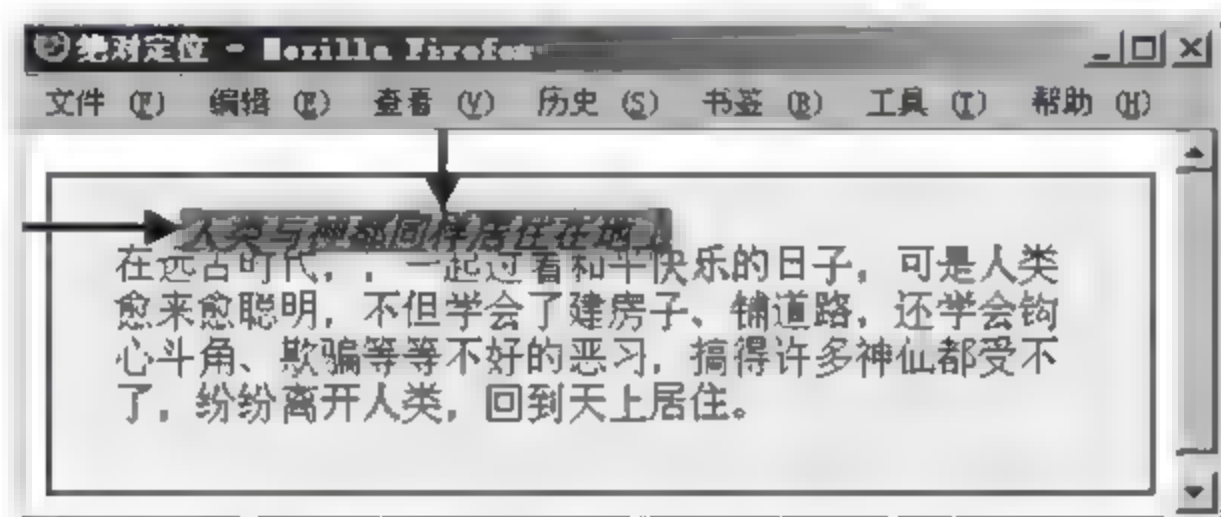 绝对定位 - Mozilla Firefox
文件 (F) 编辑 (E) 查看 (V) 历史 (S) 书签 (B) 工具 (T) 帮助 (H)
人类与神都同样居住在地上
在远古时代，，一起过着和平快乐的日子，可是人类
愈来愈聪明，不但学会了建房子、铺道路，还学会钩
心斗角、欺骗等等不好的恶习，搞得许多神仙都受不
了，纷纷离开人类，回到天上居住。